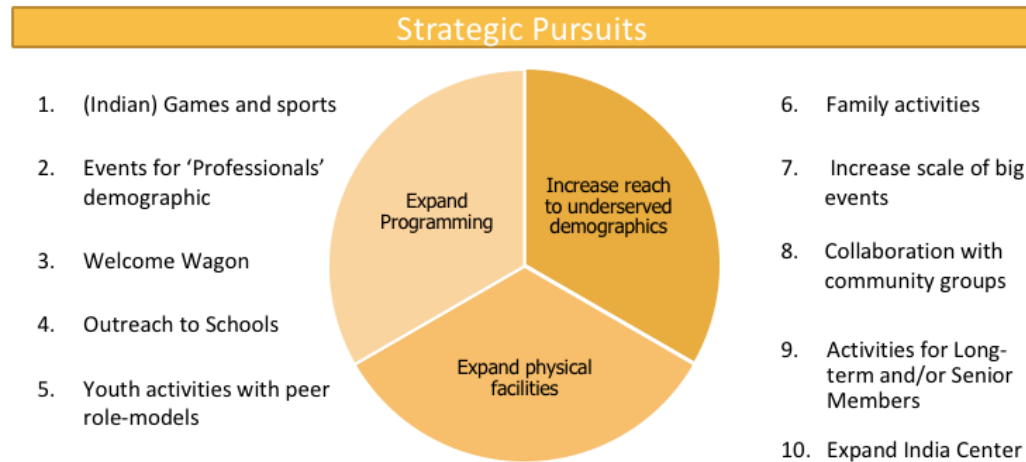 Strategic Pursuits
1. (Indian) Games and sports
2. Events for ‘Professionals’
demographic
3. Welcome Wagon
4. Outreach to Schools
5. Youth activities with peer
role-models
Expand
Programming
Increase reach
to underserved
demographics
Expand physical
facilities
6. Family activities
7. Increase scale of big
events
8. Collaboration with
community groups
9. Activities for Long-
term and/or Senior
Members
10. Expand India Center